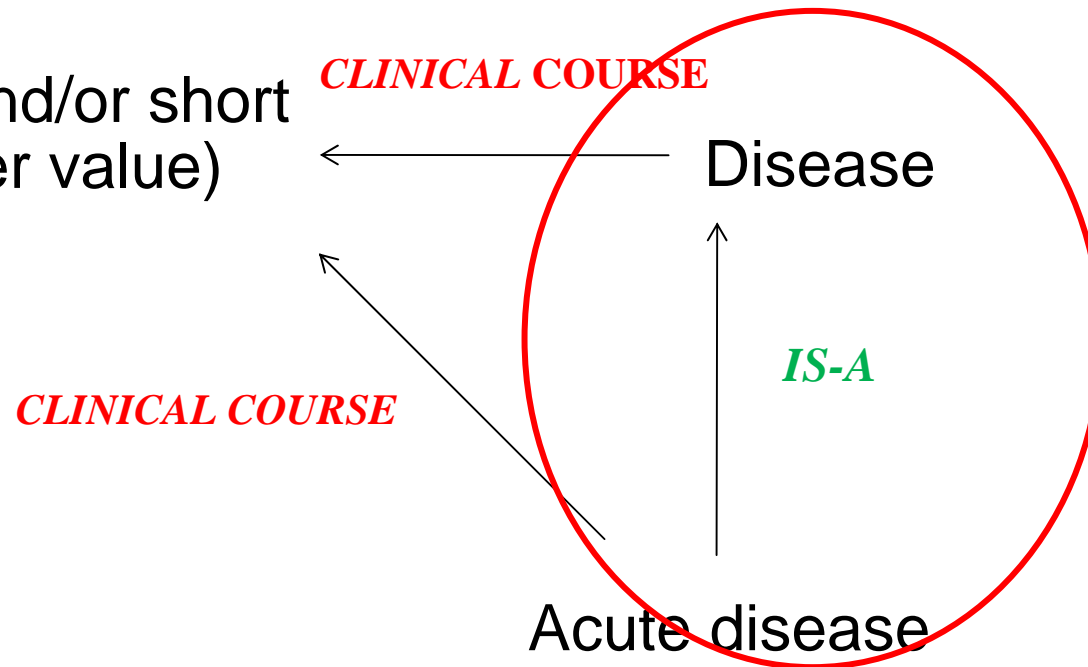 CLINICAL COURSE
nd/or short
er value)
Disease
IS-A
CLINICAL COURSE
Acute disease